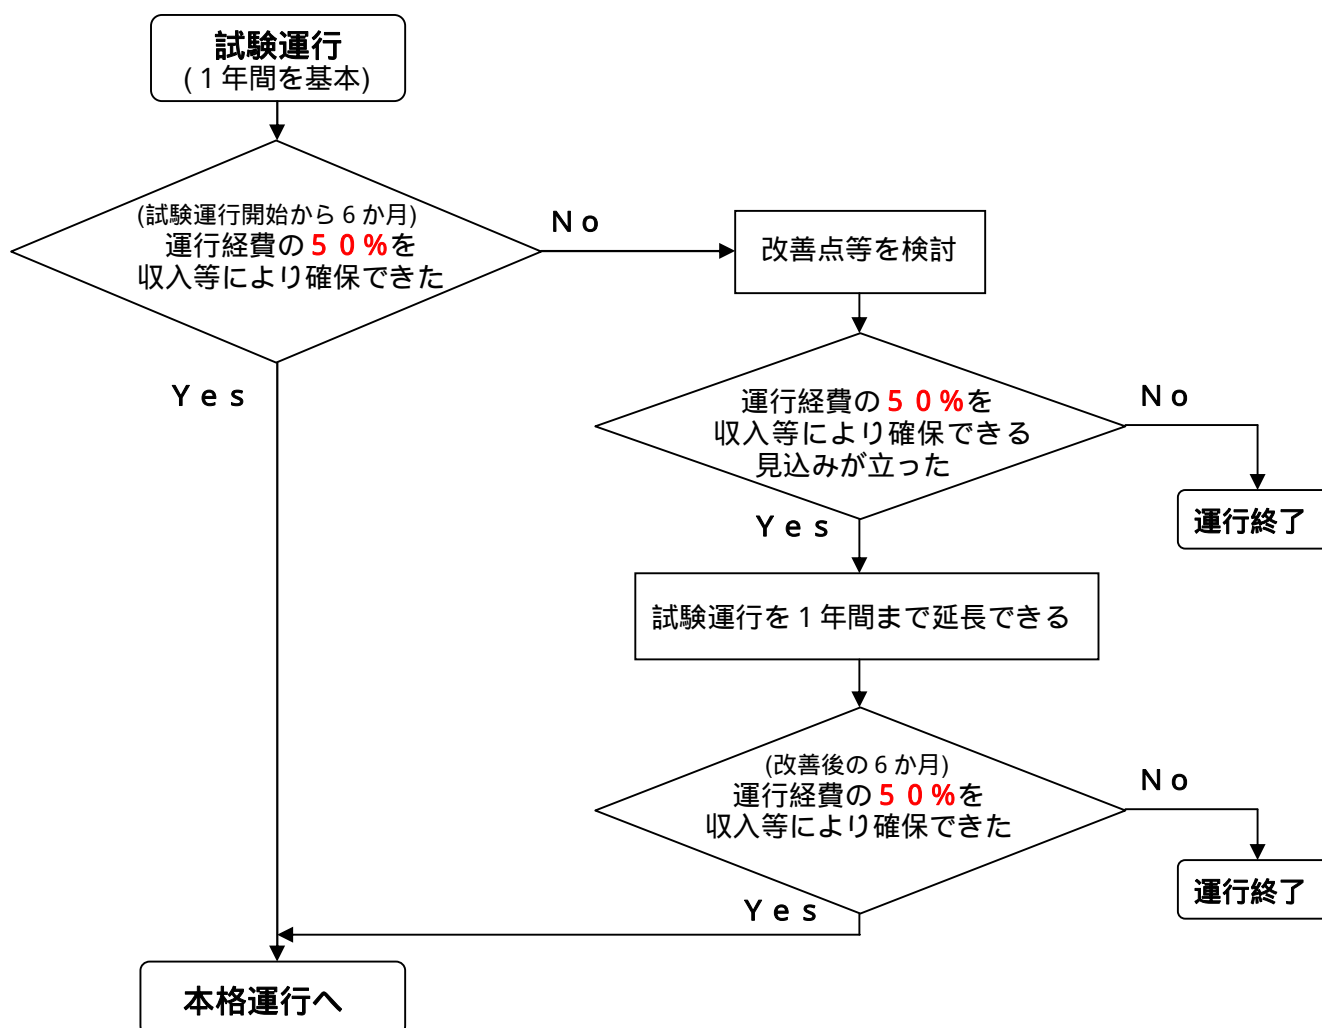 試験運行
(１年間を基本)
(試験運行開始から６か月)
運行経費の５０%を
収入等により確保できた
Ｎｏ
改善点等を検討
Ｙｅｓ
運行経費の５０%を
収入等により確保できる
見込みが立った
Ｎｏ
運行終了
Ｙｅｓ
試験運行を１年間まで延長できる
(改善後の６か月)
運行経費の５０%を
収入等により確保できた
Ｎｏ
運行終了
Ｙｅｓ
本格運行へ